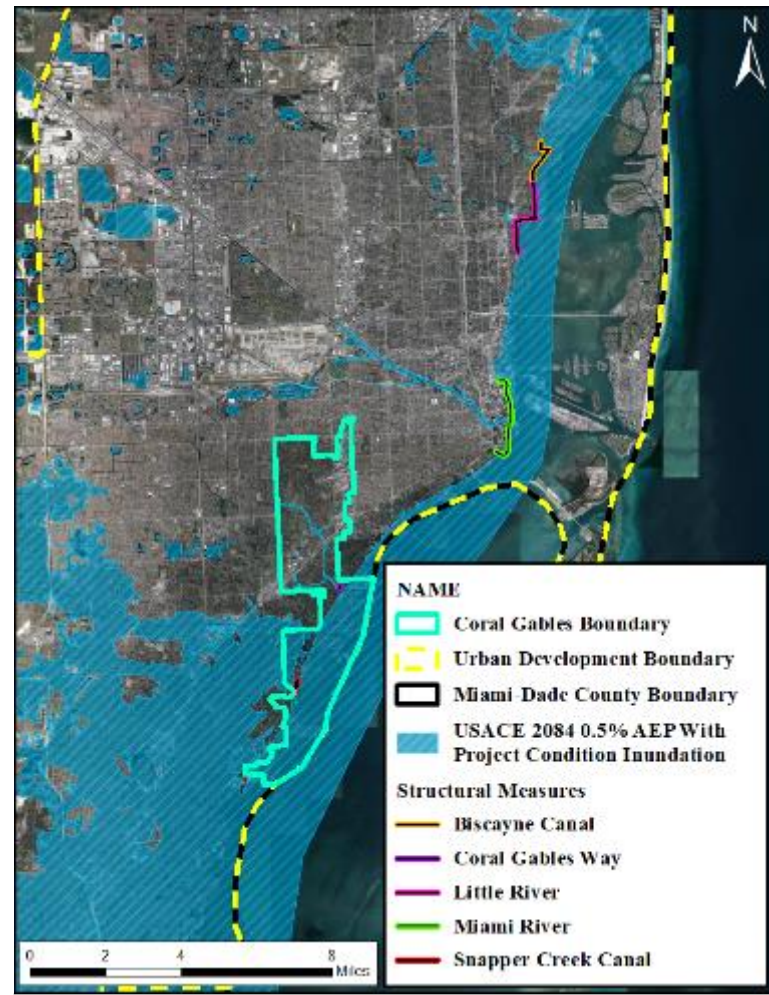 N
NAME
Coral Gables Boundary
Urban Development Boundary
Miami-Dade County Boundary
USACE 2084 0.5% AEP With
Project Condition Inundation
Structural Measures
Biscayne Canal
Coral Gables Way
Little River
Miami River
Snapper Creek Canal
0 2 4 8
Miles